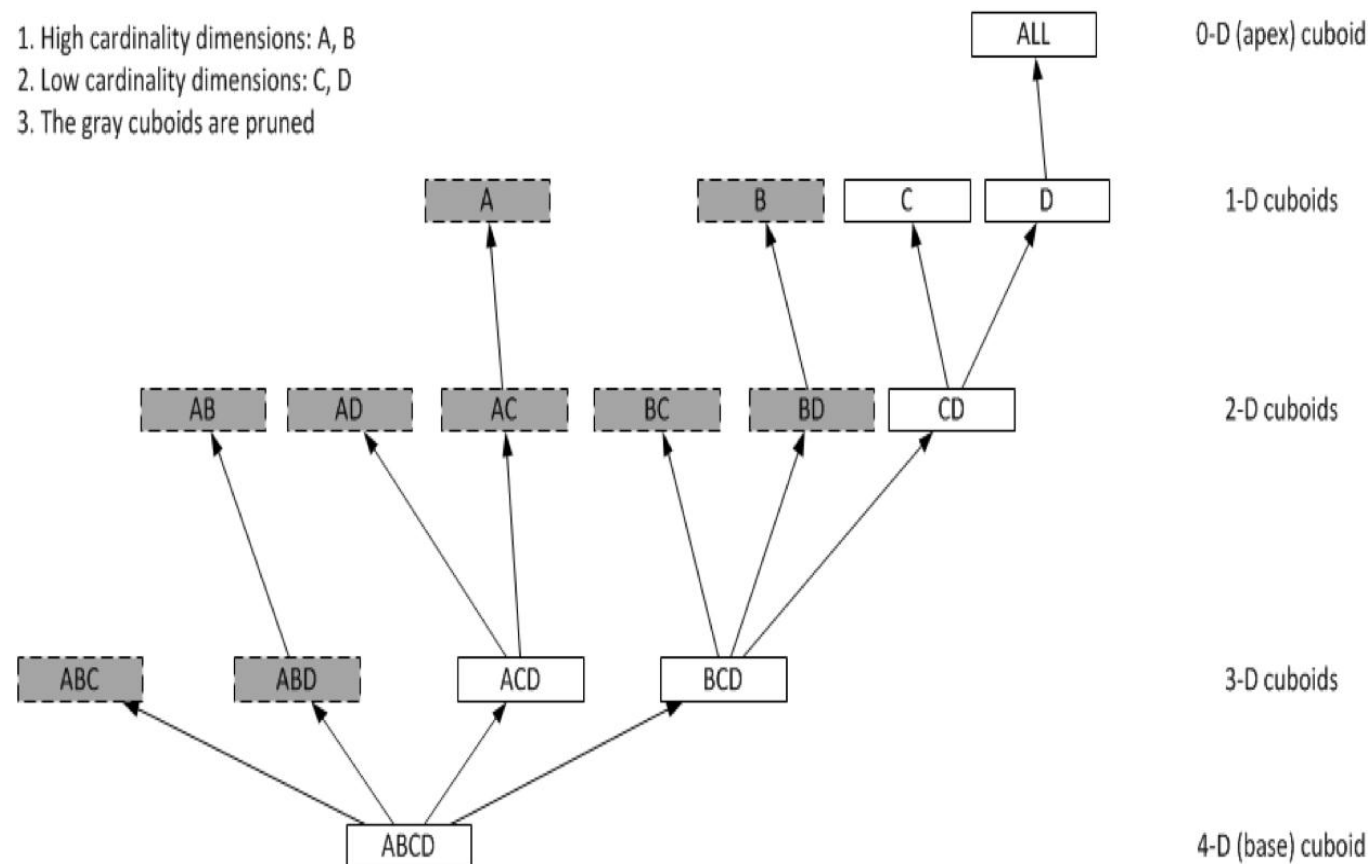 1. High cardinality dimensions: A, B
2. Low cardinality dimensions: C, D
3. The gray cuboids are pruned
ALL
0-D (apex) cuboid
A
B
C
D
1-D cuboids
AB
AD
AC
BC
BD
CD
2-D cuboids
ABC
ABD
ACD
BCD
3-D cuboids
ABCD
4-D (base) cuboid